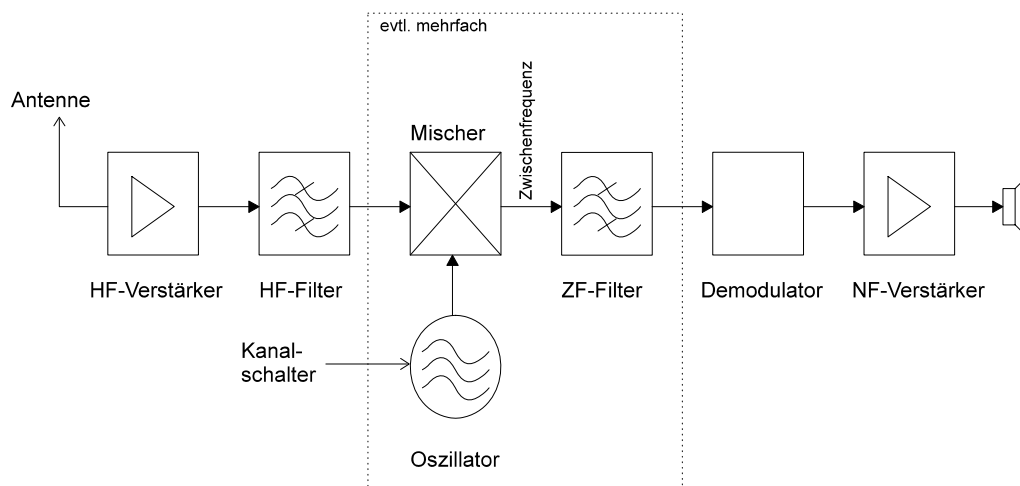 evtl. mehrfach
Antenne
Zwischenfrequenz
Mischer
HF-Verstärker
HF-Filter
ZF-Filter
Demodulator
NF-Verstärker
Kanal-
schalter
Oszillator